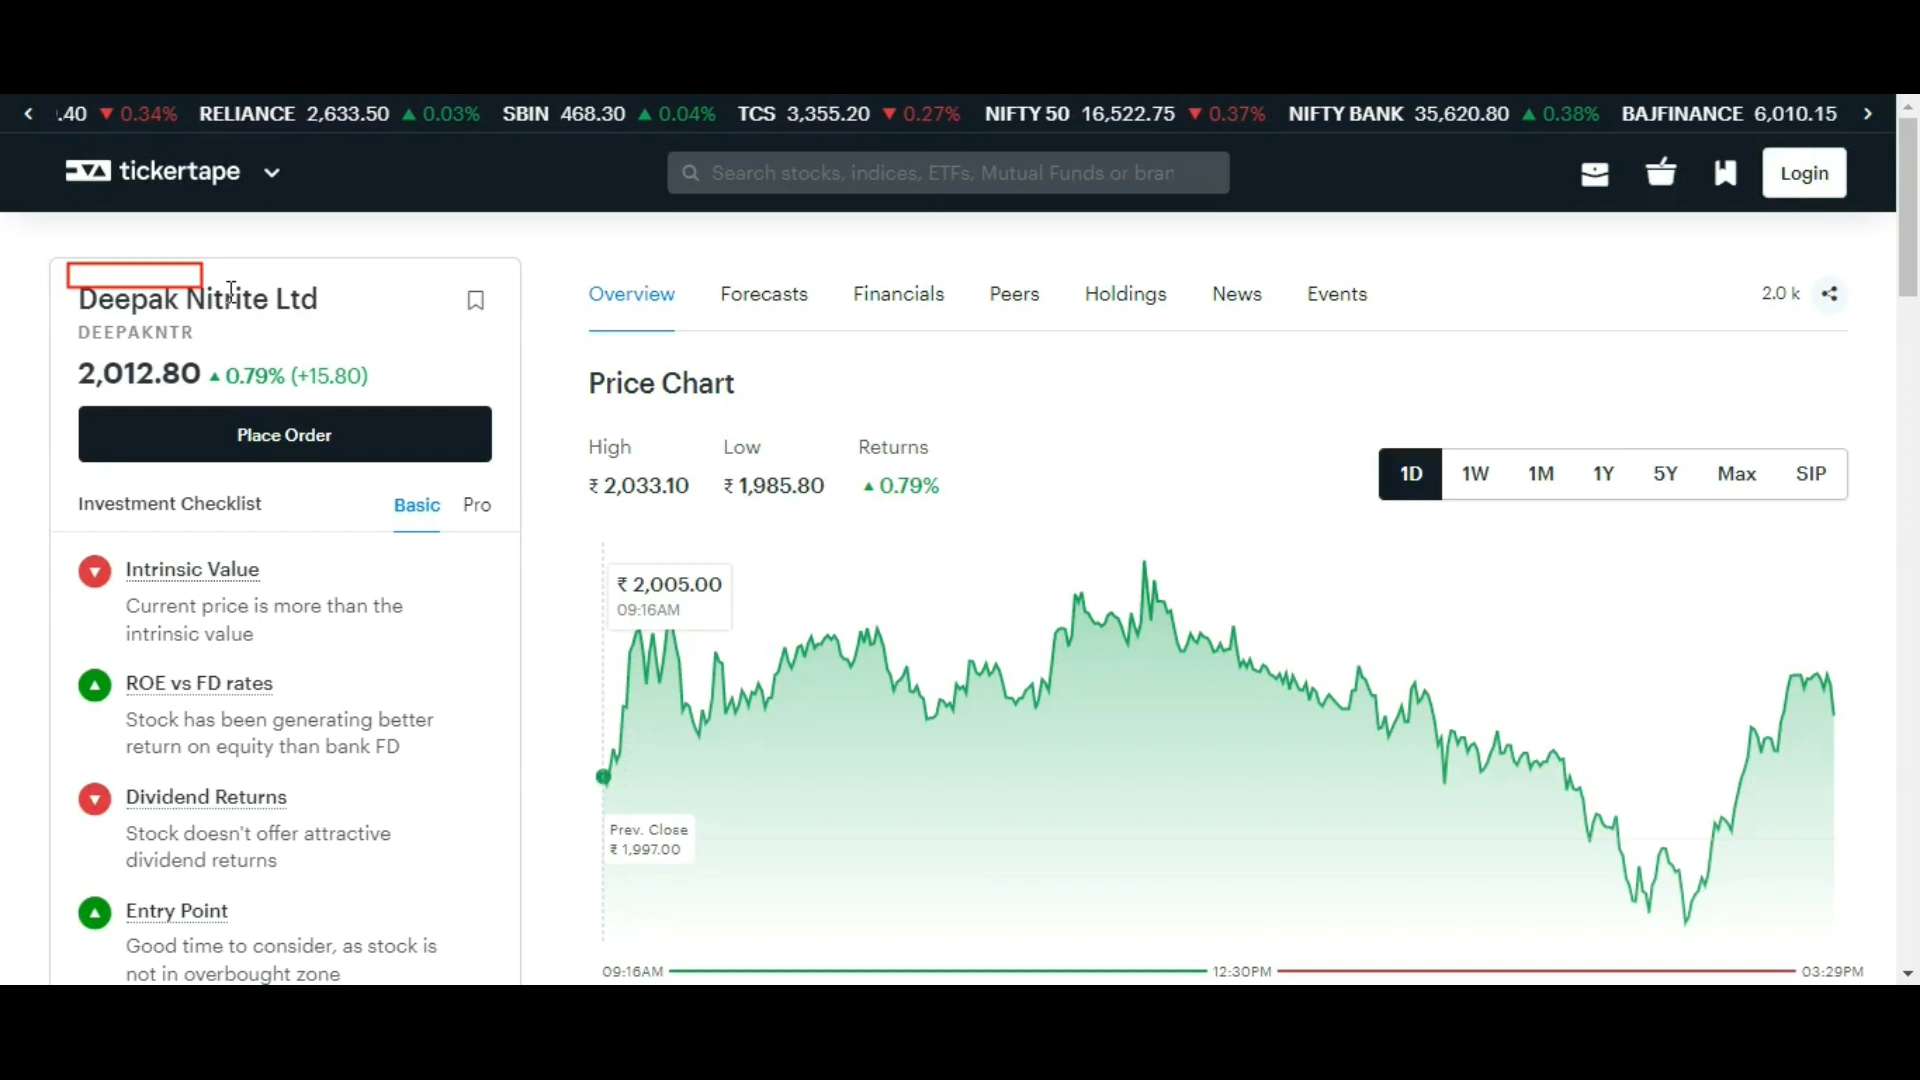 .40 ▼ 0.34% RELIANCE 2,633.50 ▲ 0.03% SBIN 468.30 ▲ 0.04% TCS 3,355.20 ▼ 0.27% NIFTY 50 16,522.75 ▼ 0.37% NIFTY BANK 35,620.80 ▲ 0.38% BAJFINANCE 6,010.15
tickertape
Search stocks, indices, ETFs, Mutual Funds or bran
Login
Deepak Nitrite Ltd
DEEPAKNTR
2,012.80 ▲ 0.79% (+15.80)
Place Order
Investment Checklist Basic Pro
Intrinsic Value
Current price is more than the
intrinsic value
ROE vs FD rates
Stock has been generating better
return on equity than bank FD
Dividend Returns
Stock doesn't offer attractive
dividend returns
Entry Point
Good time to consider, as stock is
not in overbought zone
Overview Forecasts Financials Peers Holdings News Events 2.0 k
Price Chart
High Low Returns
₹ 2,033.10 ₹ 1,985.80 ▲ 0.79%
1D 1W 1M 1Y 5Y Max SIP
₹ 2,005.00
09:16AM
Prev. Close
₹ 1,997.00
09:16AM 12:30PM 03:29PM